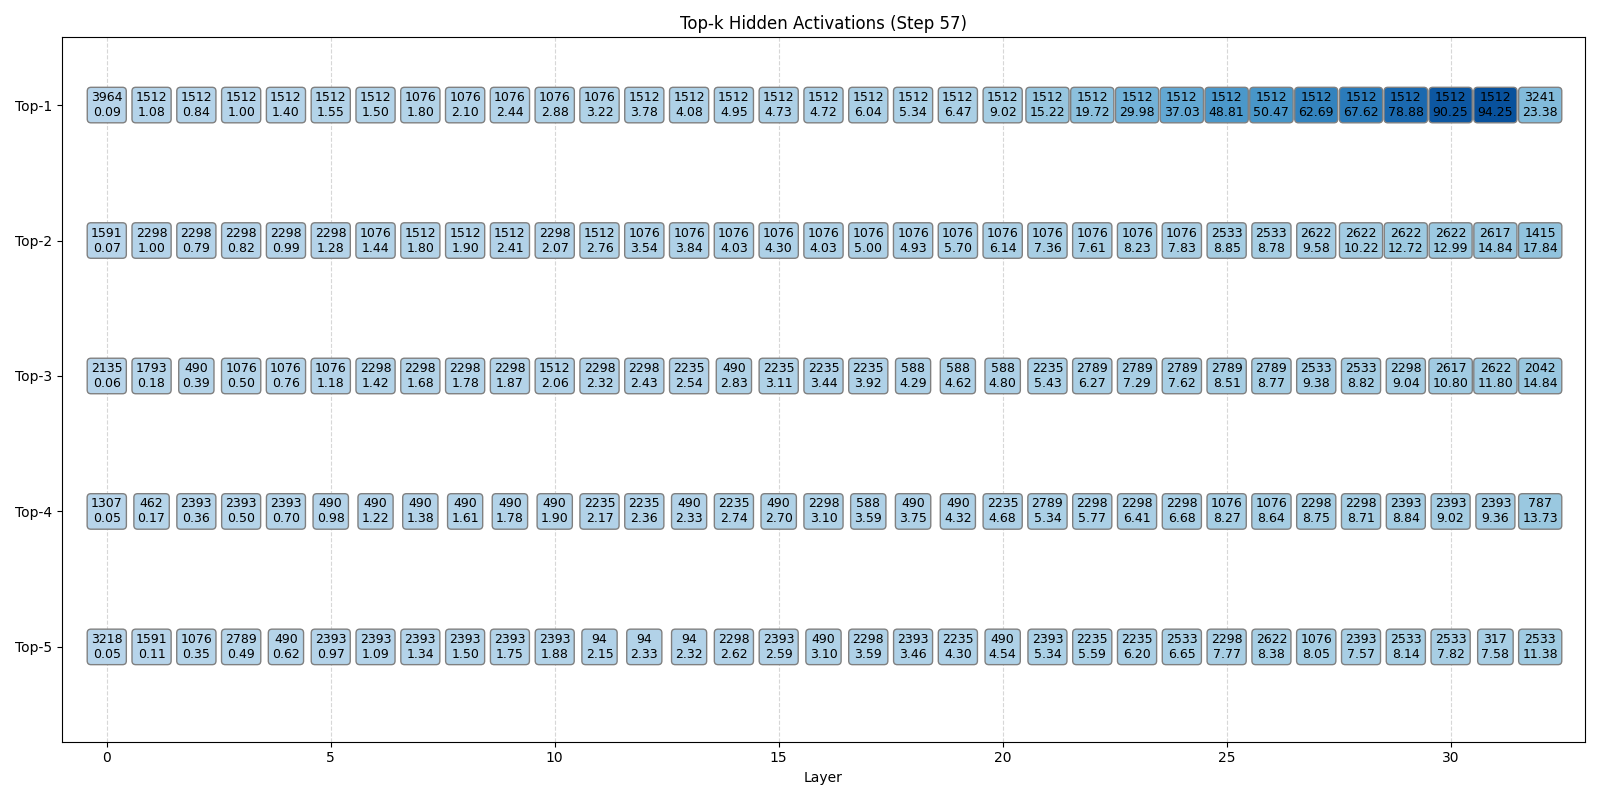 Top-k Hidden Activations (Step 57)
Top-1
3964 1512 1512 1512 1512 1512 1512 1076 1076 1076 1076 1076 1512 1512 1512 1512 1512 1512 1512 1512 1512 1512 1512 1512 1512 1512 1512 1512 1512 1512 1512 1512 3241
0.09 1.08 0.84 1.00 1.40 1.55 1.50 1.80 2.10 2.44 2.88 3.22 3.78 4.08 4.95 4.73 4.72 6.04 5.34 6.47 9.02 15.22 19.72 29.98 37.03 48.81 50.47 62.69 67.62 78.88 90.25 94.25 23.38
Top-2
1591 2298 2298 2298 2298 2298 1076 1512 1512 1512 2298 1512 1076 1076 1076 1076 1076 1076 1076 1076 1076 1076 1076 1076 1076 2533 2533 2622 2622 2622 2622 2617 1415
0.07 1.00 0.79 0.82 0.99 1.28 1.44 1.80 1.90 2.41 2.07 2.76 3.54 3.84 4.03 4.30 4.03 5.00 4.93 5.70 6.14 7.36 7.61 8.23 7.83 8.85 8.78 9.58 10.22 12.72 12.99 14.84 17.84
Top-3
2135 1793 490 1076 1076 1076 2298 2298 2298 2298 1512 2298 2298 2235 490 2235 2235 2235 588 588 588 2235 2789 2789 2789 2789 2789 2533 2533 2298 2617 2622 2042
0.06 0.18 0.39 0.50 0.76 1.18 1.42 1.68 1.78 1.87 2.06 2.32 2.43 2.54 2.83 3.11 3.44 3.92 4.29 4.62 4.80 5.43 6.27 7.29 7.62 8.51 8.77 9.38 8.82 9.04 10.80 11.80 14.84
Top-4
1307 462 2393 2393 2393 490 490 490 490 490 490 2235 2235 490 2235 490 2298 588 490 490 2235 2789 2298 2298 2298 1076 1076 2298 2298 2393 2393 2393 787
0.05 0.17 0.36 0.50 0.70 0.98 1.22 1.38 1.61 1.78 1.90 2.17 2.36 2.33 2.74 2.70 3.10 3.59 3.75 4.32 4.68 5.34 5.77 6.41 6.68 8.27 8.64 8.75 8.71 8.84 9.02 9.36 13.73
Top-5
3218 1591 1076 2789 490 2393 2393 2393 2393 2393 2393 94 94 94 2298 2393 490 2298 2393 2235 490 2393 2235 2235 2533 2298 2622 1076 2393 2533 2533 317 2533
0.05 0.11 0.35 0.49 0.62 0.97 1.09 1.34 1.50 1.75 1.88 2.15 2.33 2.32 2.62 2.59 3.10 3.59 3.46 4.30 4.54 5.34 5.59 6.20 6.65 7.77 8.38 8.05 7.57 8.14 7.82 7.58 11.38
0 5 10 15 20 25 30
Layer